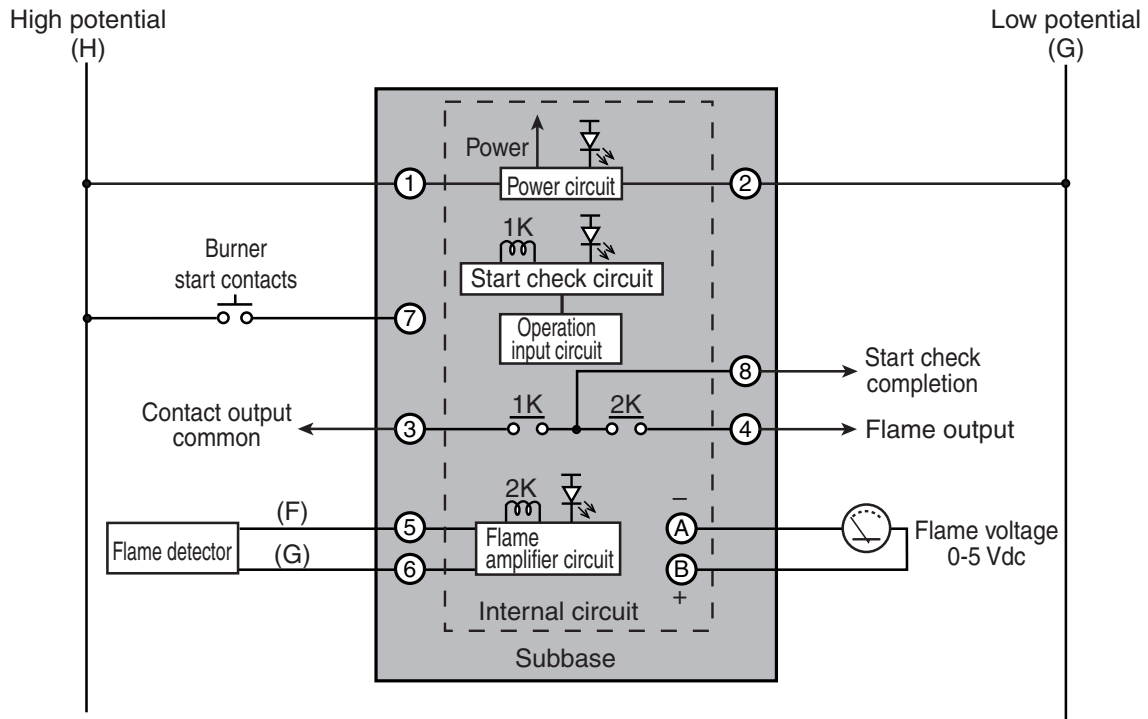 High potential
(H)
Low potential
(G)
Power
1
Power circuit
2
1K
Start check circuit
Burner
start contacts
7
Operation
input circuit
8
Start check
completion
Contact output
common
3
1K
2K
4
Flame output
Flame detector
(F)
(G)
5
6
2K
Flame
amplifier circuit
−
A
B
+
Flame voltage
0-5 Vdc
Internal circuit
Subbase